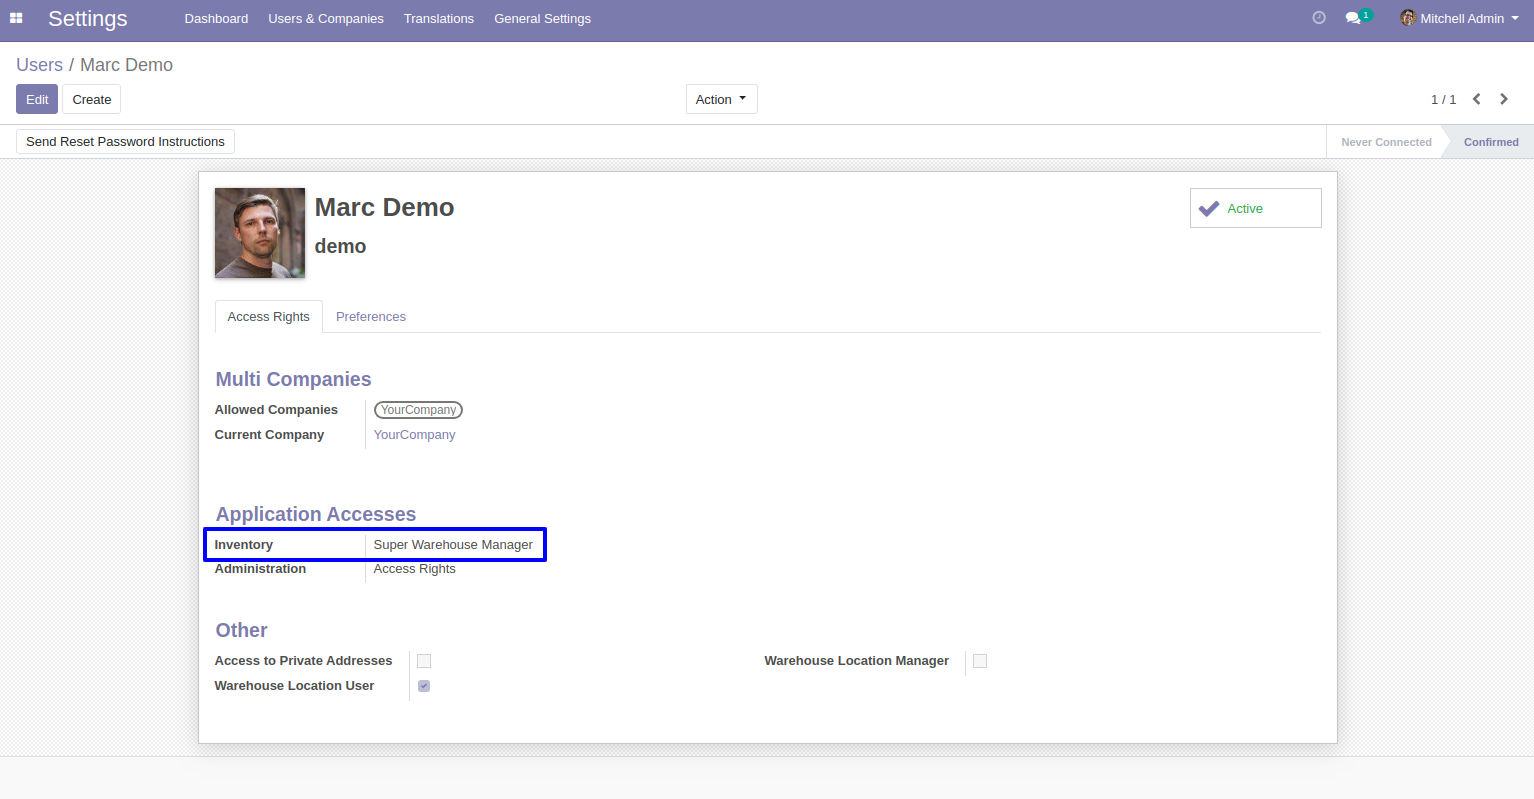 Settings Dashboard Users & Companies Translations General Settings 1 Mitchell Admin
Users / Marc Demo
Edit Create Action 1 / 1
Send Reset Password Instructions Never Connected Confirmed
Marc Demo
Active
demo
Access Rights Preferences
Multi Companies
Allowed Companies YourCompany
Current Company YourCompany
Application Accesses
Inventory Super Warehouse Manager
Administration Access Rights
Other
Access to Private Addresses Warehouse Location Manager
Warehouse Location User